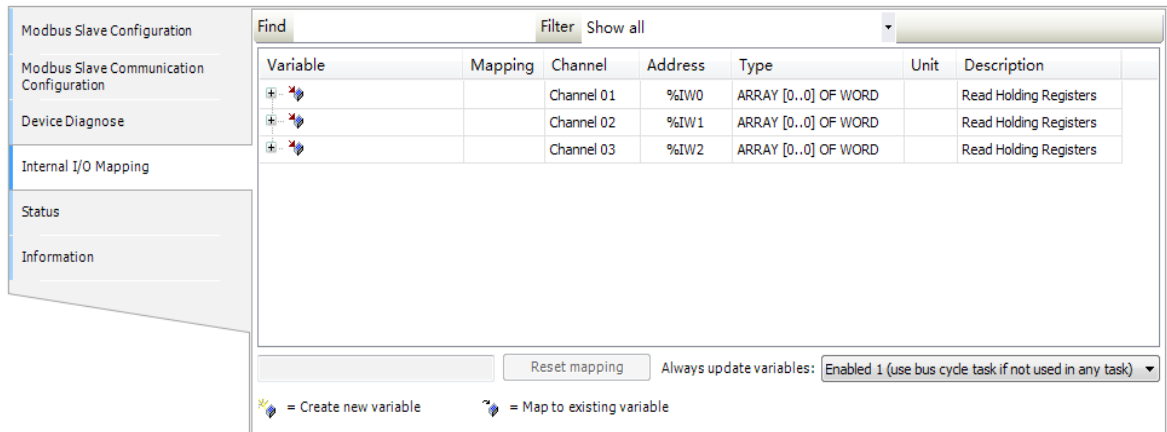 Modbus Slave Configuration
Modbus Slave Communication
Configuration
Device Diagnose
Internal I/O Mapping
Status
Information
Find Filter Show all
Variable Mapping Channel Address Type Unit Description
Channel 01 %IW0 ARRAY [0..0] OF WORD Read Holding Registers
Channel 02 %IW1 ARRAY [0..0] OF WORD Read Holding Registers
Channel 03 %IW2 ARRAY [0..0] OF WORD Read Holding Registers
Reset mapping Always update variables: Enabled 1 (use bus cycle task if not used in any task)
= Create new variable = Map to existing variable